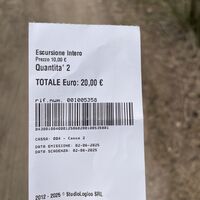 Escursione Intero
Prezzo 10,00 €
Quantita' 2
TOTALE Euro: 20,00 €
rif.num. 001005358
CASSA: 004 - Cassa 2
DATA EMISSIONE: 02-06-2025
DATA SCADENZA: 02-06-2025
2012 - 2025 © StudioLogica SRL